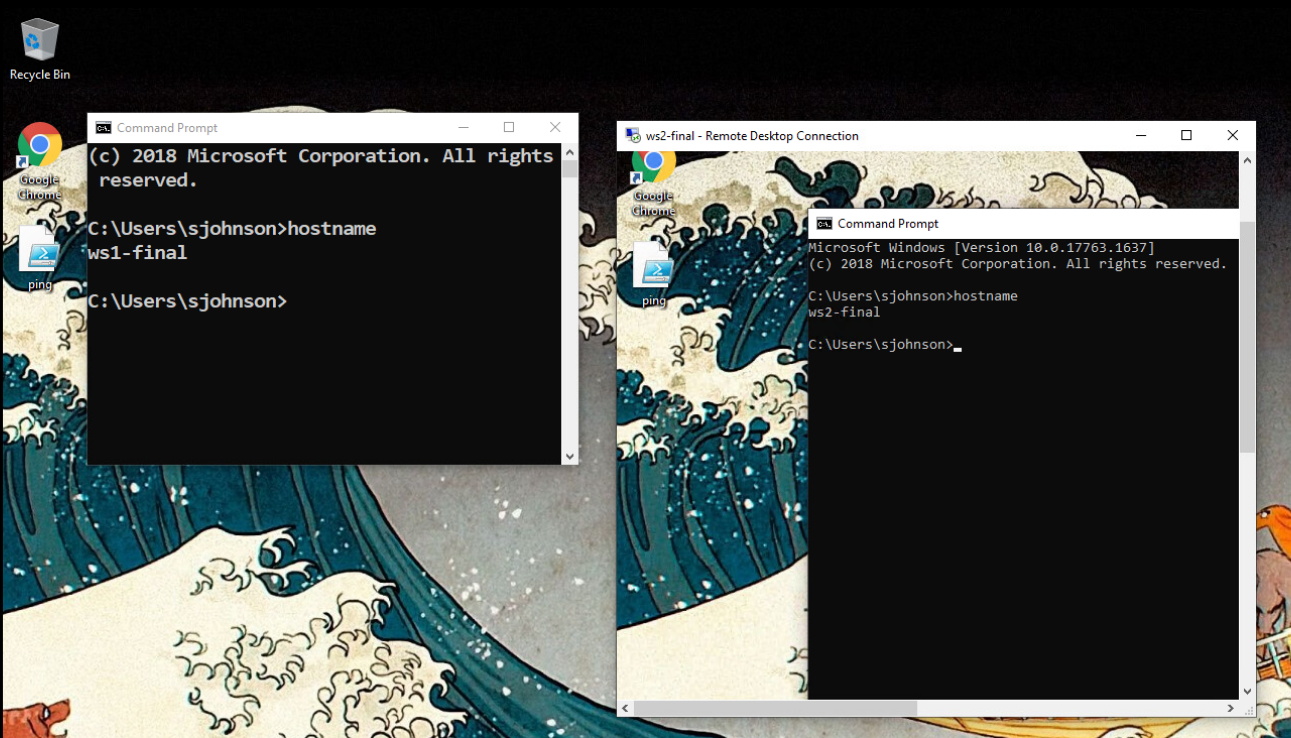 Recycle Bin
Google
Chrome
ping
Command Prompt
(c) 2018 Microsoft Corporation. All rights
 reserved.
C:\Users\sjohnson>hostname
ws1-final
C:\Users\sjohnson>
ws2-final - Remote Desktop Connection
Google
Chrome
ping
Command Prompt
Microsoft Windows [Version 10.0.17763.1637]
(c) 2018 Microsoft Corporation. All rights reserved.
C:\Users\sjohnson>hostname
ws2-final
C:\Users\sjohnson>